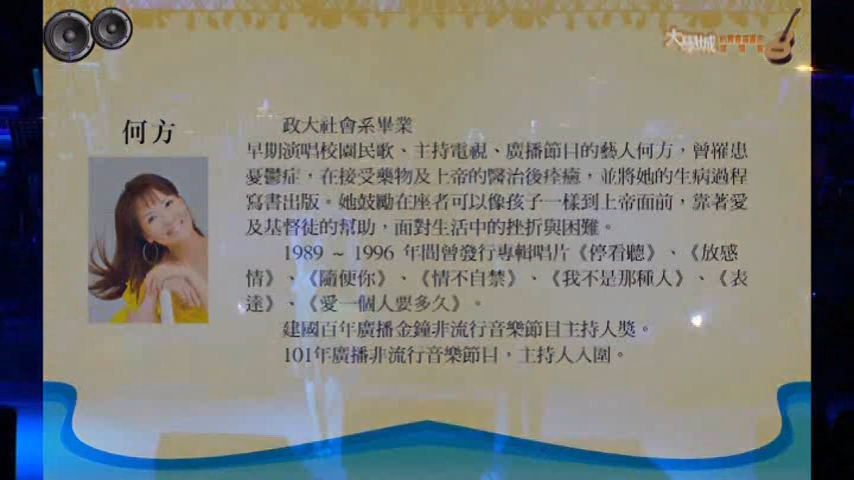 大學城
何方
政大社會系畢業
早期演唱校園民歌、主持電視、廣播節目的藝人何方，曾罹患
憂鬱症，在接受藥物及上帝的醫治後痊癒，並將她的生病過程
寫書出版。她鼓勵在座者可以像孩子一樣到上帝面前，靠著愛
及基督徒的幫助，面對生活中的挫折與困難。
1989 ~ 1996 年間曾發行專輯唱片《停看聽》、《放感
情》、《隨便你》、《情不自禁》、《我不是那種人》、《表
達》、《愛一個人要多久》。
建國百年廣播金鐘非流行音樂節目主持人獎。
101年廣播非流行音樂節目，主持人入圍。